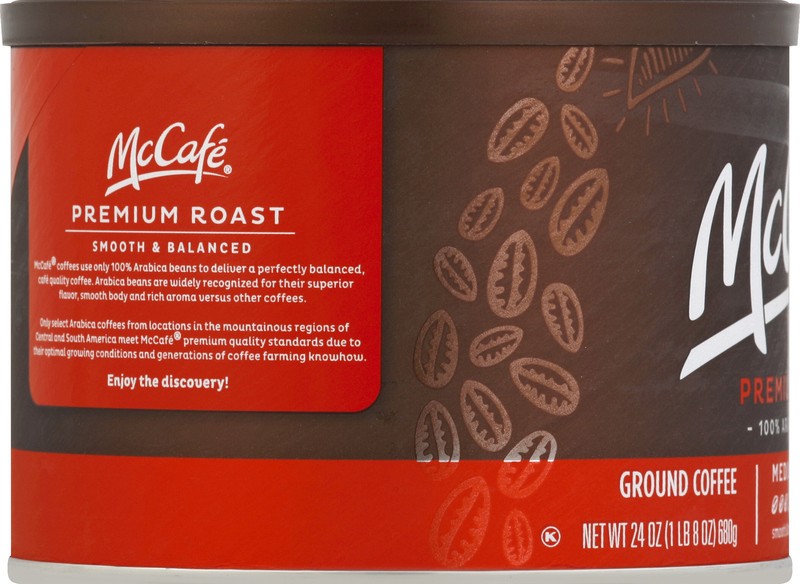 McCafé®
PREMIUM ROAST
SMOOTH & BALANCED
McCafé® coffees use only 100% Arabica beans to deliver a perfectly balanced,
café quality coffee. Arabica beans are widely recognized for their superior
flavor, smooth body and rich aroma versus other coffees.
Only select Arabica coffees from locations in the mountainous regions of
Central and South America meet McCafé® premium quality standards due to
their optimal growing conditions and generations of coffee farming knowhow.
Enjoy the discovery!
McC
PREMI
- 100% A
GROUND COFFEE
MED
K NET WT 24 OZ (1 LB 8 OZ) 680g